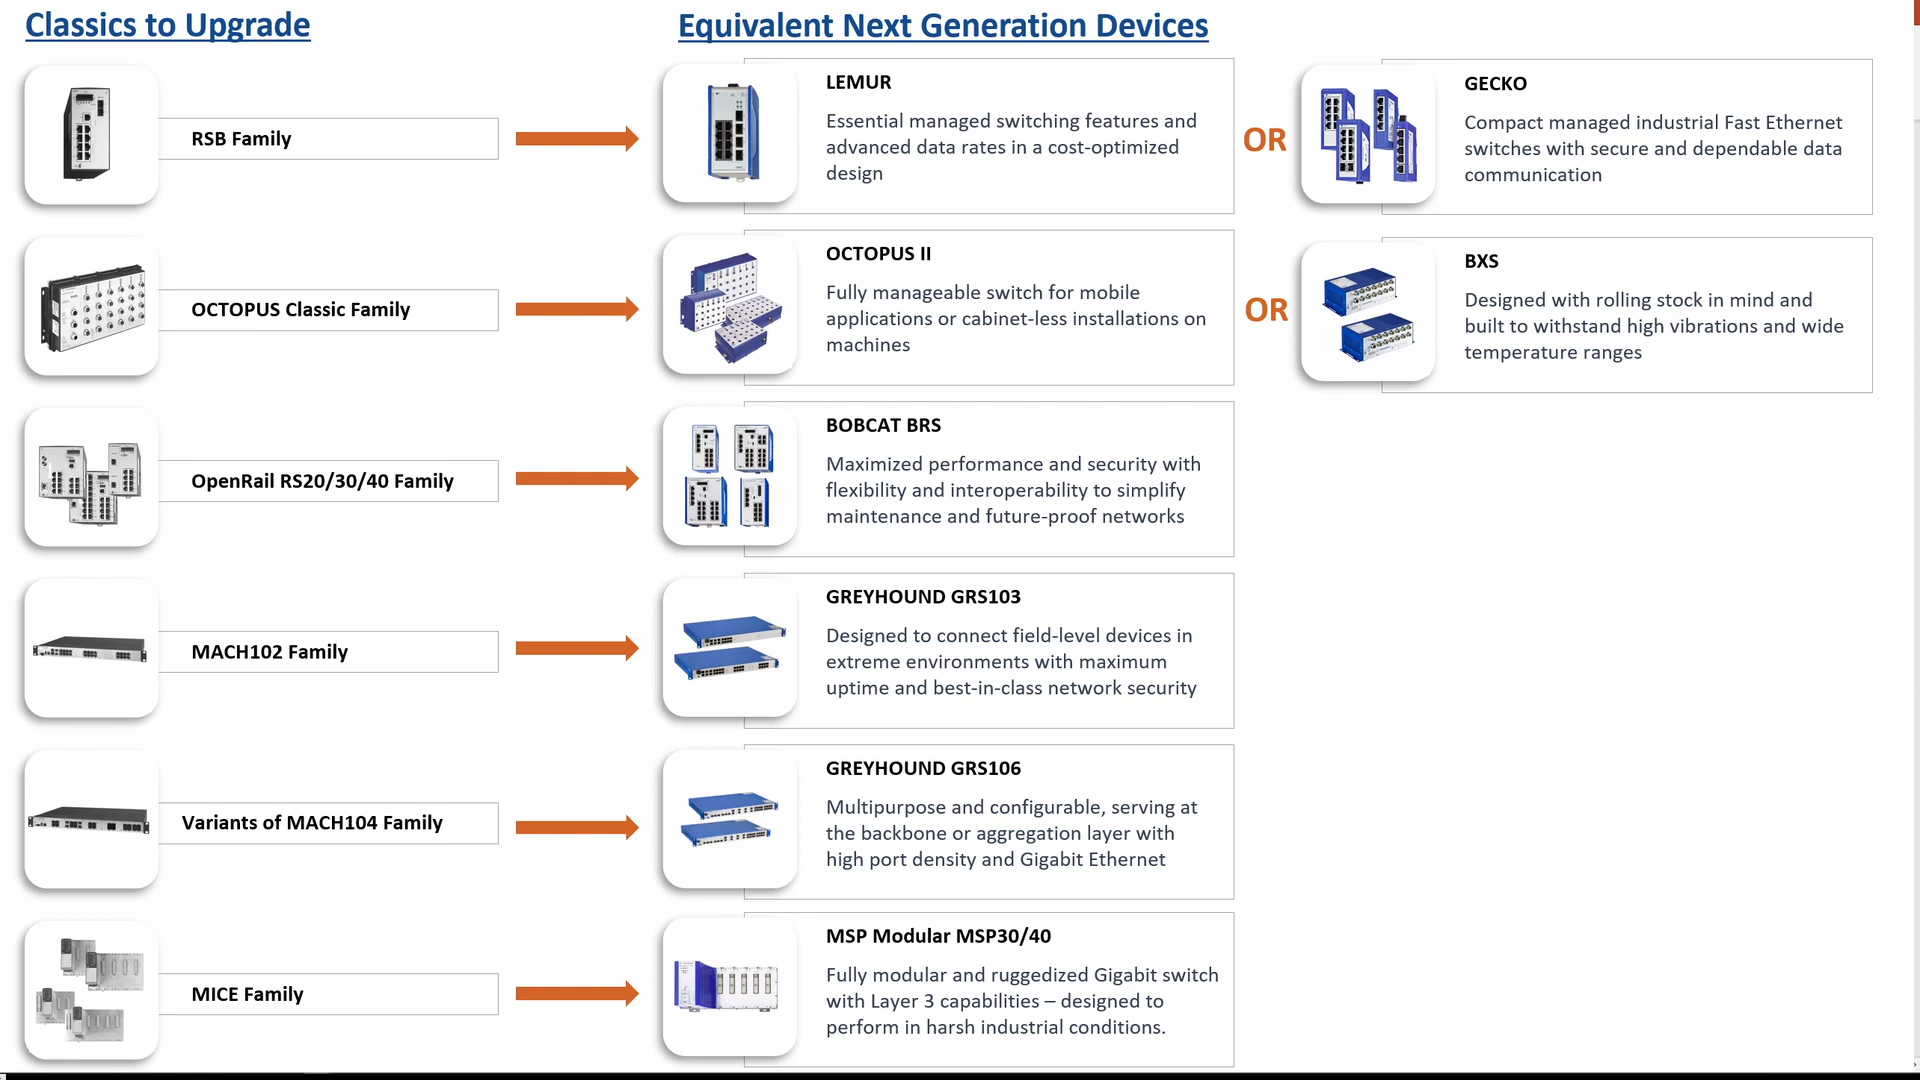 Classics to Upgrade
Equivalent Next Generation Devices
RSB Family
LEMUR
Essential managed switching features and
advanced data rates in a cost-optimized
design
OR
GECKO
Compact managed industrial Fast Ethernet
switches with secure and dependable data
communication
OCTOPUS Classic Family
OCTOPUS II
Fully manageable switch for mobile
applications or cabinet-less installations on
machines
OR
BXS
Designed with rolling stock in mind and
built to withstand high vibrations and wide
temperature ranges
OpenRail RS20/30/40 Family
BOBCAT BRS
Maximized performance and security with
flexibility and interoperability to simplify
maintenance and future-proof networks
MACH102 Family
GREYHOUND GRS103
Designed to connect field-level devices in
extreme environments with maximum
uptime and best-in-class network security
Variants of MACH104 Family
GREYHOUND GRS106
Multipurpose and configurable, serving at
the backbone or aggregation layer with
high port density and Gigabit Ethernet
MICE Family
MSP Modular MSP30/40
Fully modular and ruggedized Gigabit switch
with Layer 3 capabilities – designed to
perform in harsh industrial conditions.